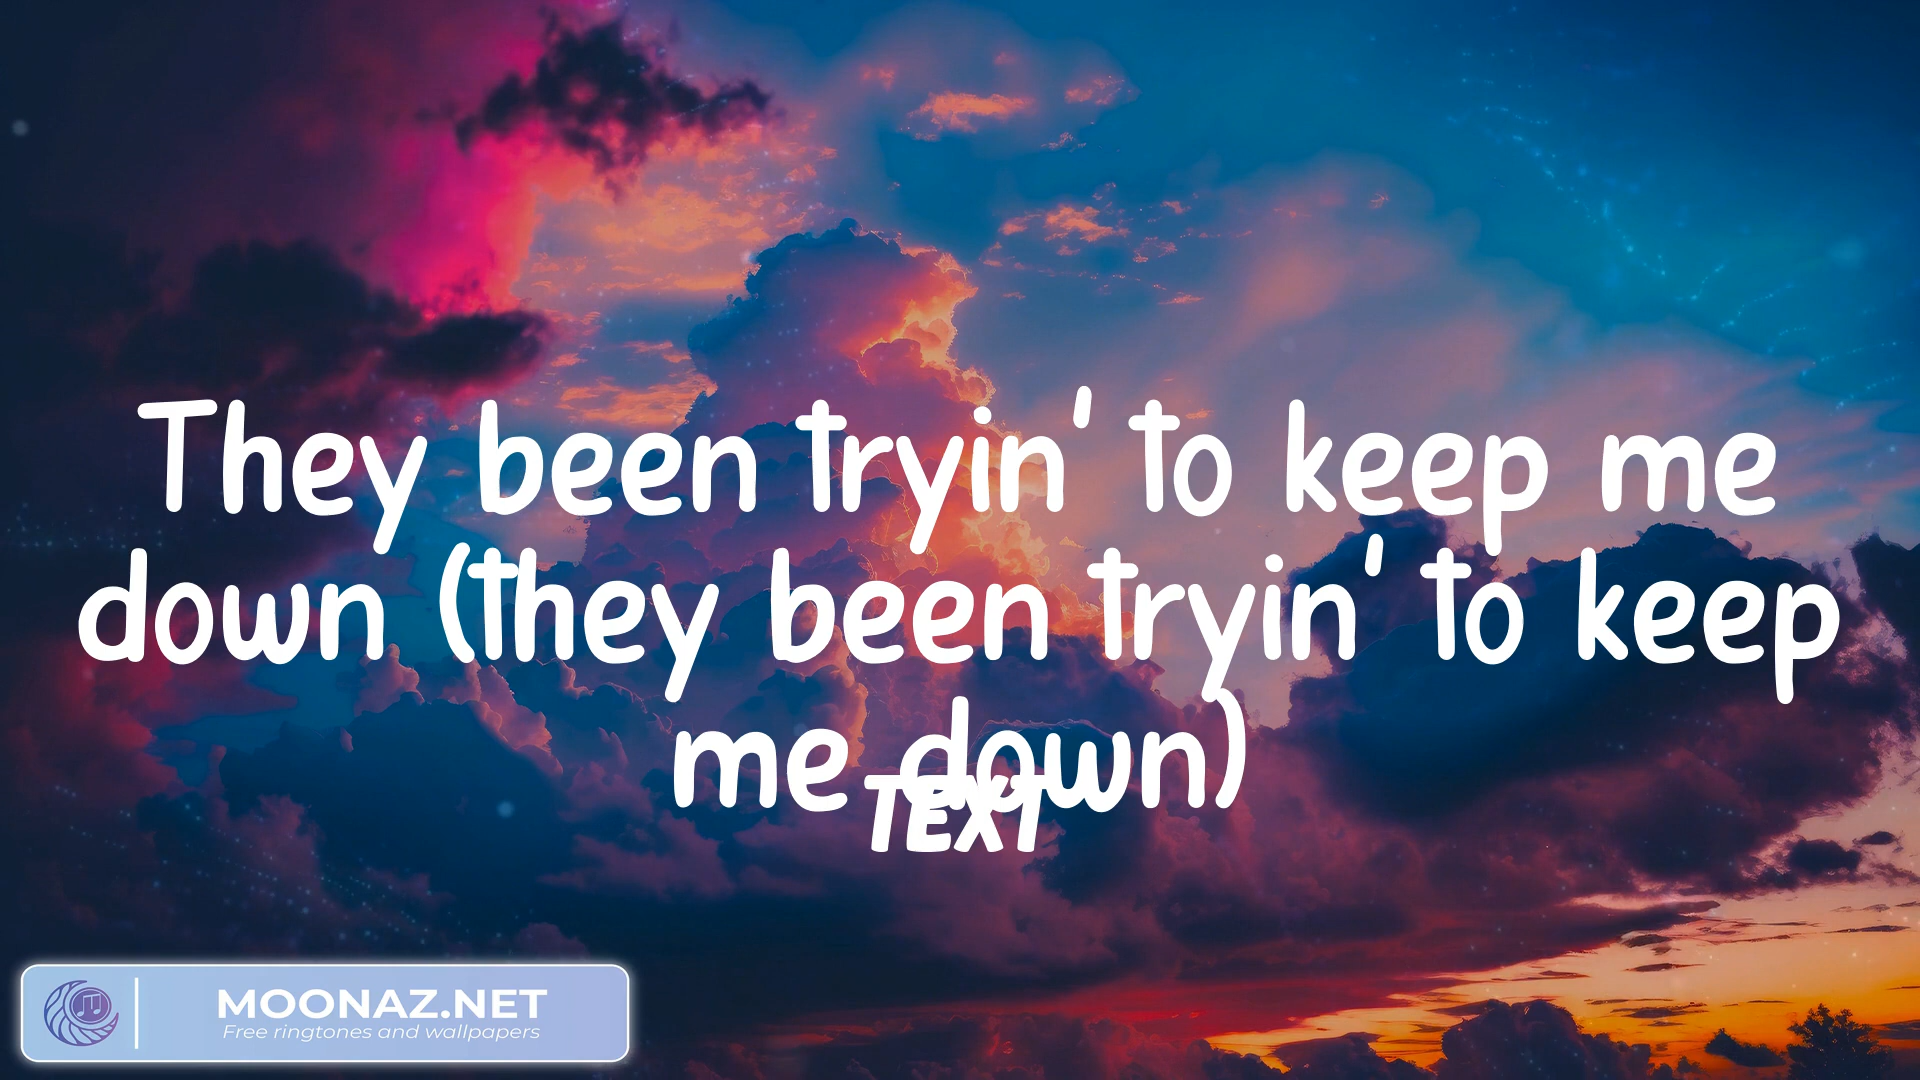 They been tryin' to keep me
down (they been tryin' to keep
me down)
TEXT
MOONAZ.NET
Free ringtones and wallpapers